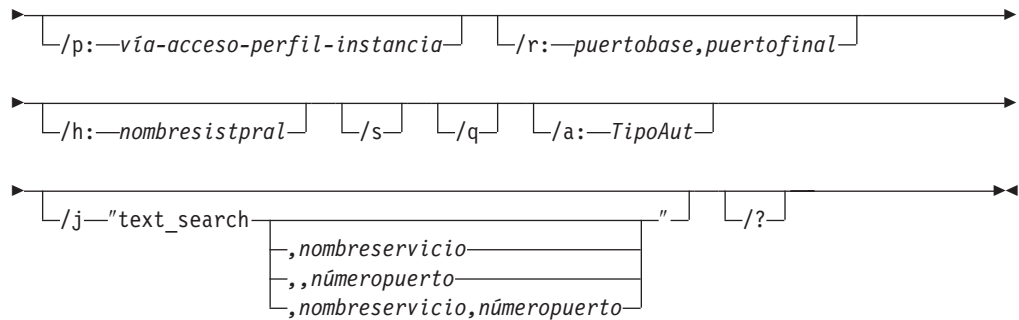 /p: vía-acceso-perfil-instancia /r: puertobase,puertofinal
/h: nombresistpral /s /q /a: TipoAut
/j "text_search " /?
,nombreservicio
,,númeropuerto
,nombreservicio,númeropuerto